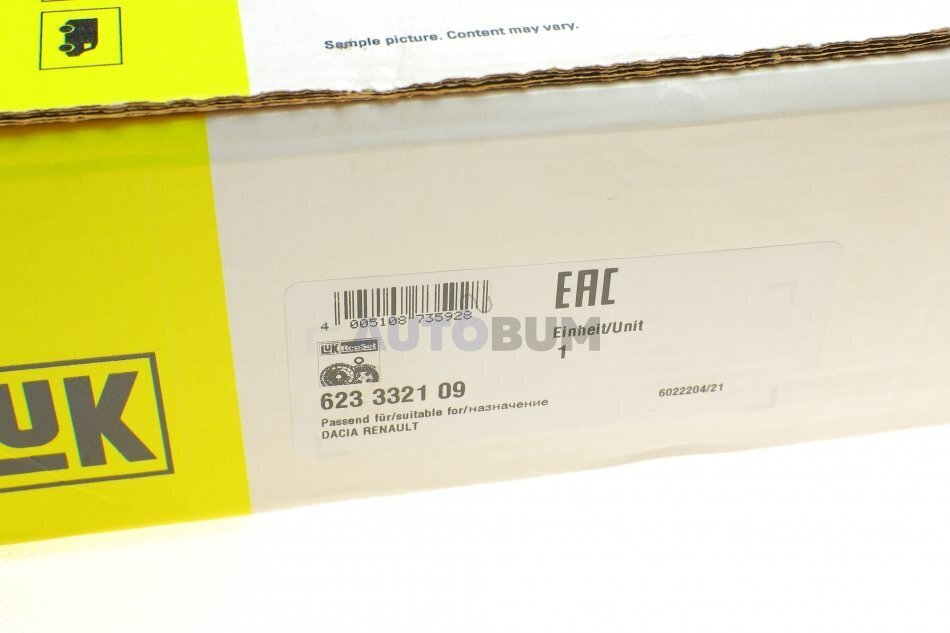 Sample picture. Content may vary.
EAC
4 005108 735928
AUTOBUM
Einheit/Unit
1
LUK RepSet
623 3321 09
6022204/21
Passend für/suitable for/назначение
DACIA RENAULT
LUK